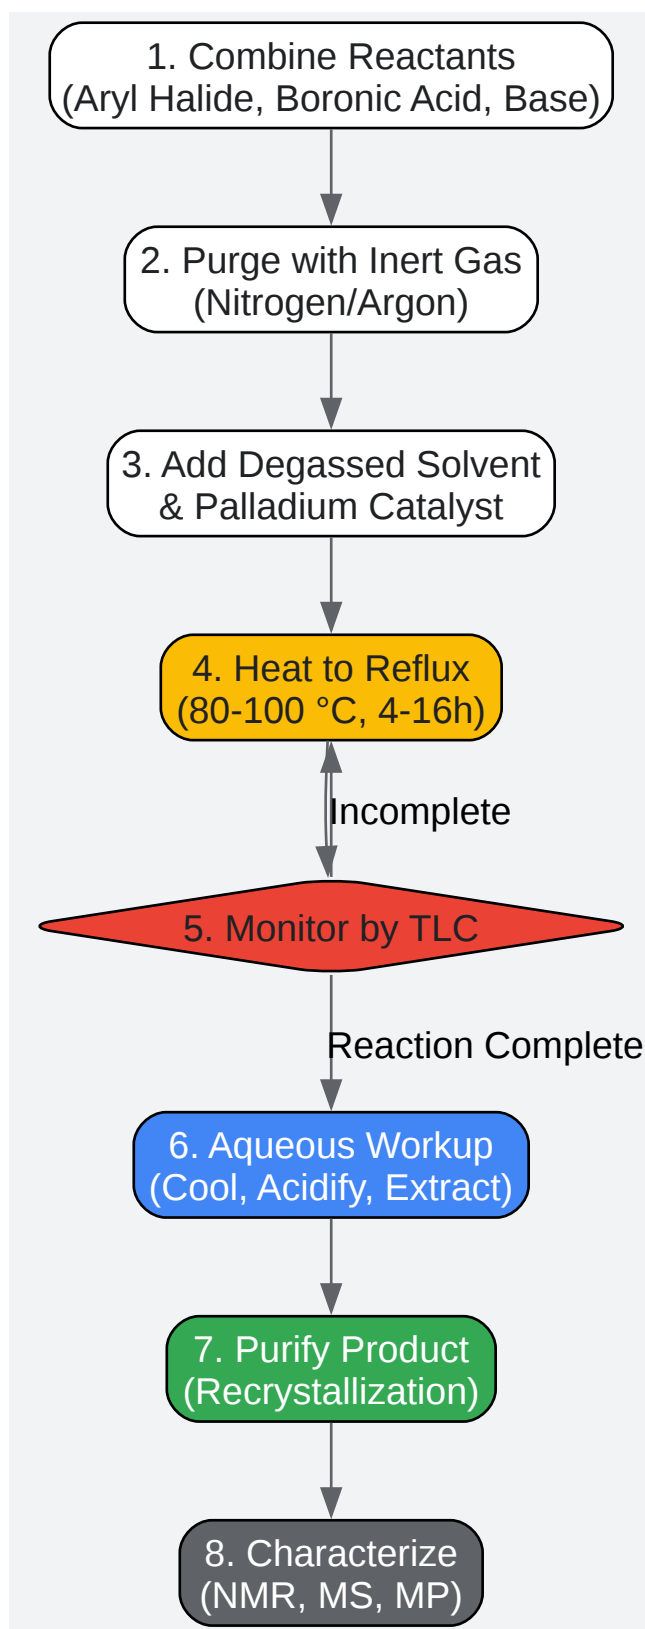 1. Combine Reactants
(Aryl Halide, Boronic Acid, Base)
2. Purge with Inert Gas
(Nitrogen/Argon)
3. Add Degassed Solvent
& Palladium Catalyst
4. Heat to Reflux
(80-100 °C, 4-16h)
Incomplete
5. Monitor by TLC
Reaction Complete
6. Aqueous Workup
(Cool, Acidify, Extract)
7. Purify Product
(Recrystallization)
8. Characterize
(NMR, MS, MP)